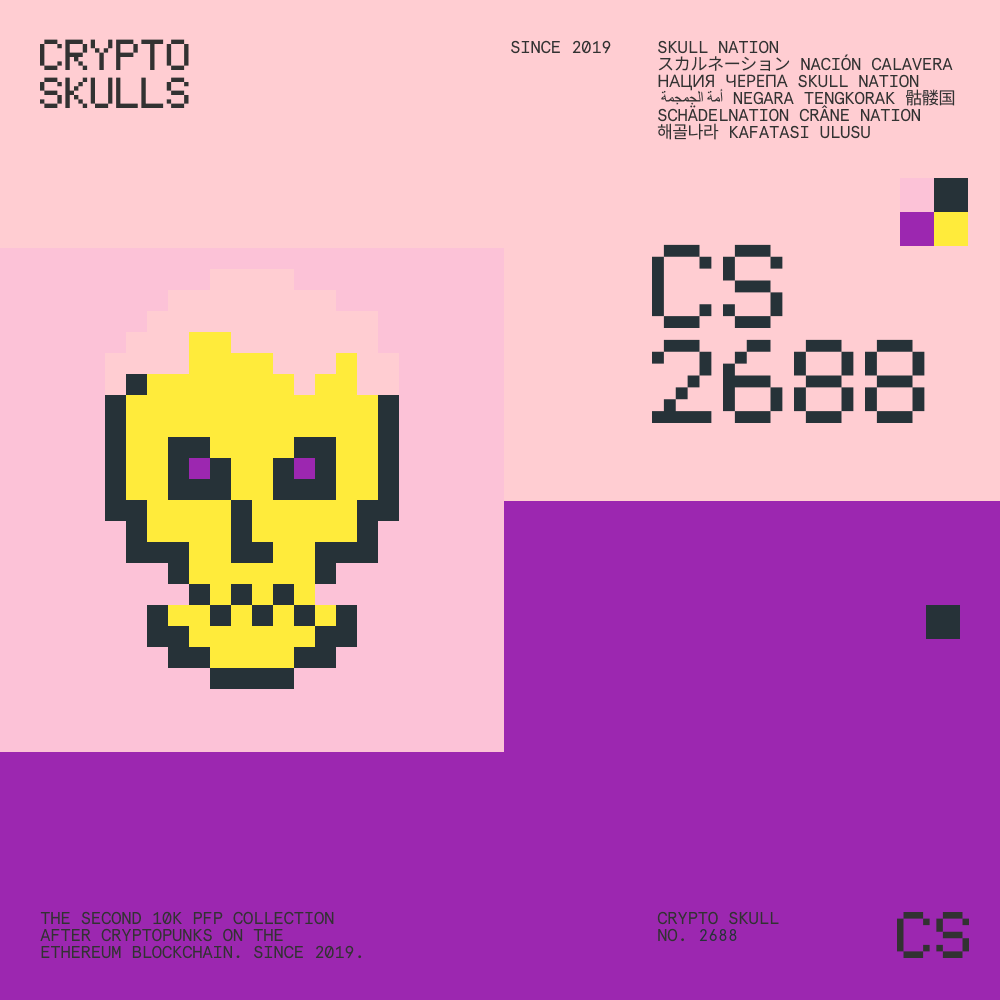 CRYPTO
SKULLS
SINCE 2019
SKULL NATION
スカルネーション NACIÓN CALAVERA
НАЦИЯ ЧЕРЕПА SKULL NATION
أمة الجمجمة NEGARA TENGKORAK 骷髅国
SCHÄDELNATION CRÂNE NATION
해골나라 KAFATASI ULUSU
CS
2688
THE SECOND 10K PFP COLLECTION
AFTER CRYPTOPUNKS ON THE
ETHEREUM BLOCKCHAIN. SINCE 2019.
CRYPTO SKULL
NO. 2688
CS